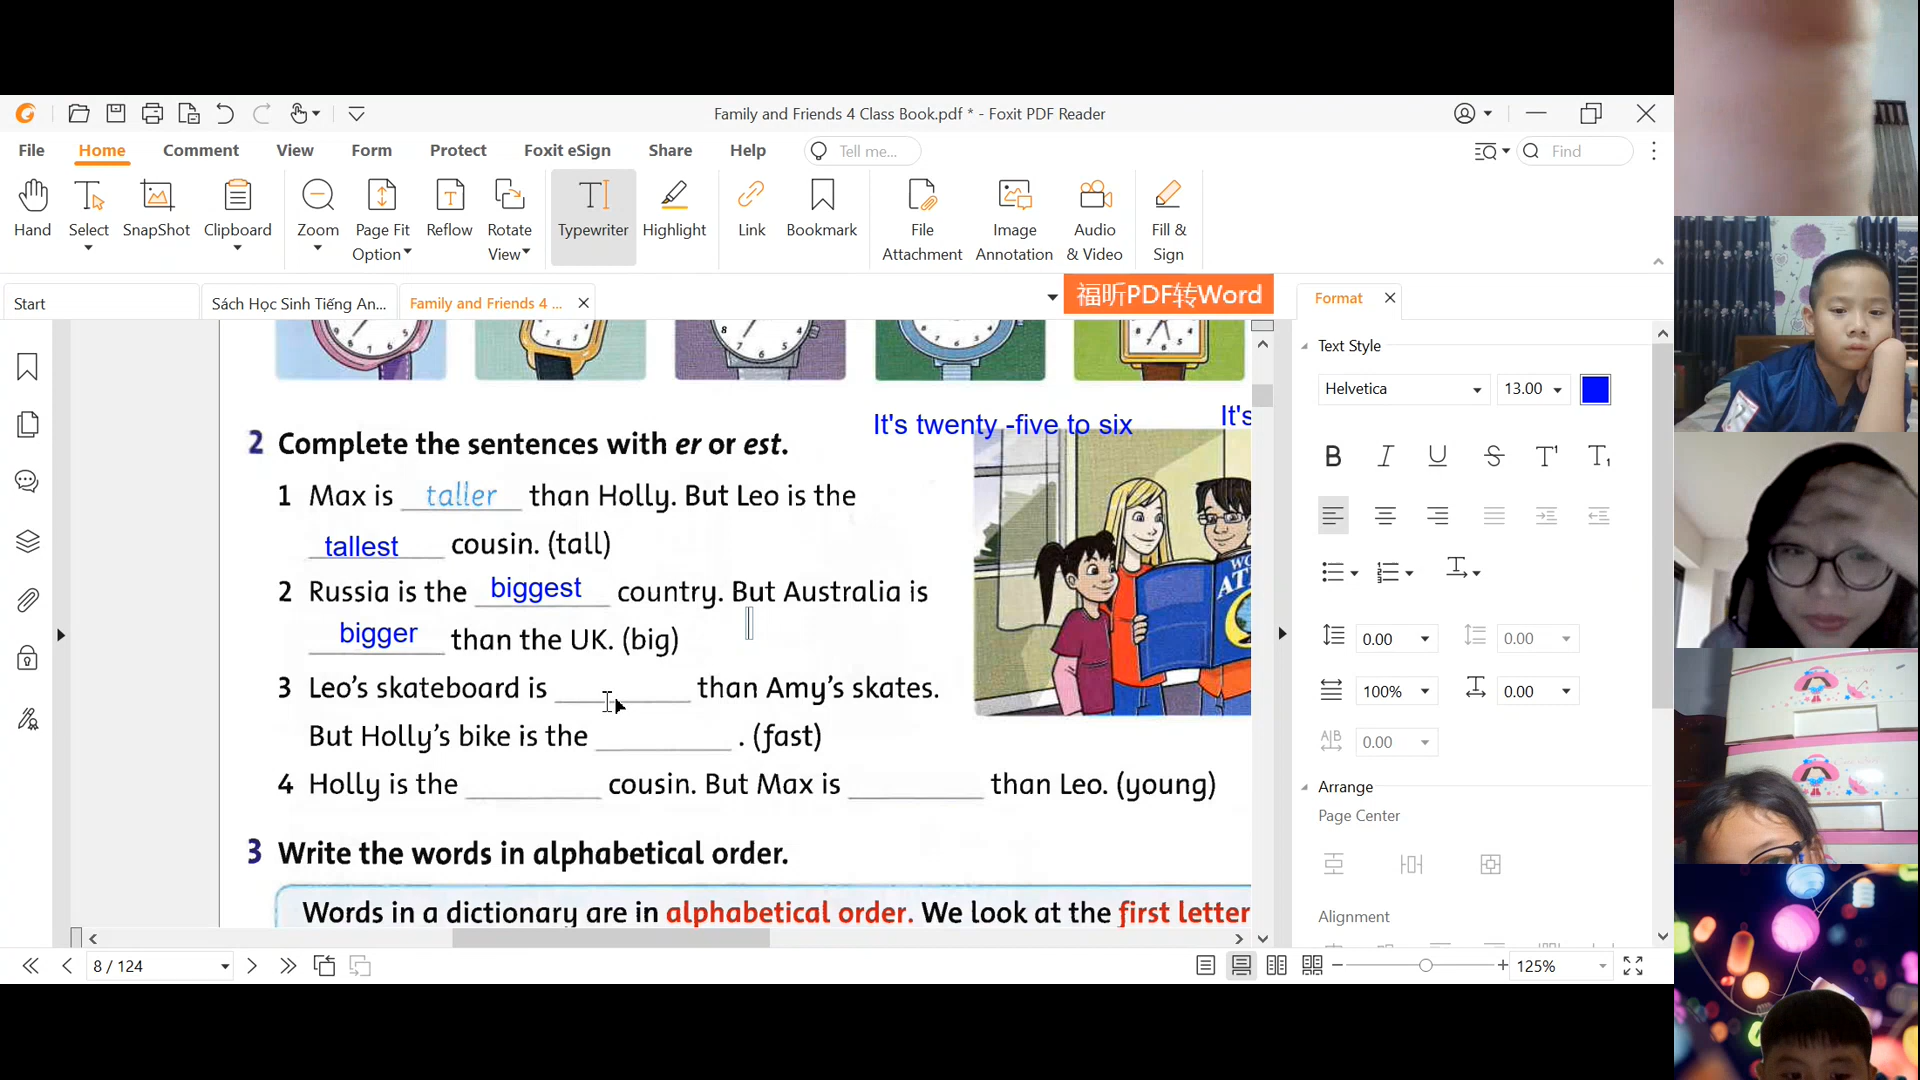 Family and Friends 4 Class Book.pdf * - Foxit PDF Reader
File Home Comment View Form Protect Foxit eSign Share Help Tell me... Find
Hand Select SnapShot Clipboard Zoom Page Fit Option Reflow Rotate View Typewriter Highlight Link Bookmark File Attachment Image Annotation Audio & Video Fill & Sign
Start Sách Học Sinh Tiếng An... Family and Friends 4 ... 福昕PDF转Word Format
Text Style
Helvetica 13.00
It's twenty -five to six It's
2 Complete the sentences with er or est.
1 Max is taller than Holly. But Leo is the
tallest cousin. (tall)
2 Russia is the biggest country. But Australia is
bigger than the UK. (big)
3 Leo's skateboard is ________ than Amy's skates.
But Holly's bike is the ________ . (fast)
4 Holly is the ________ cousin. But Max is ________ than Leo. (young)
3 Write the words in alphabetical order.
Words in a dictionary are in alphabetical order. We look at the first letter
0.00 0.00
100% 0.00
0.00
Arrange
Page Center
Alignment
8 / 124 125%